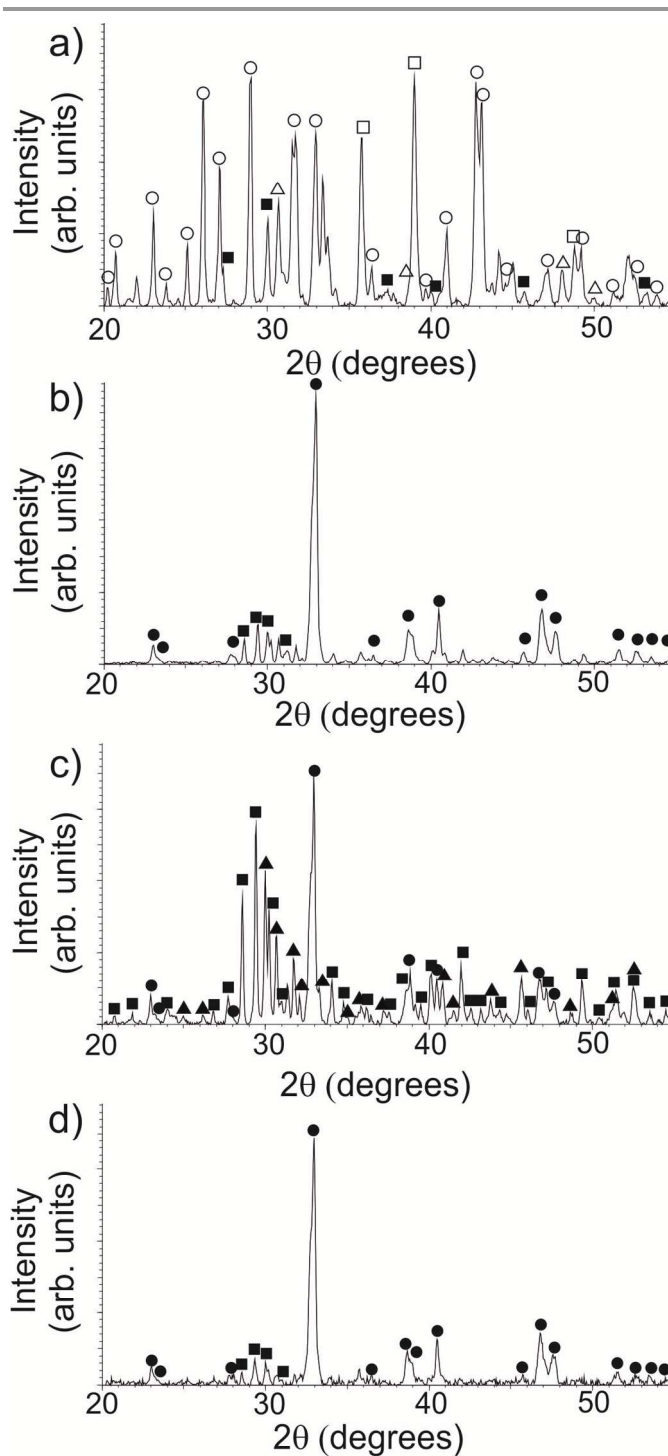 a)
Intensity
(arb. units)
20 30 40 50
2θ (degrees)
b)
Intensity
(arb. units)
20 30 40 50
2θ (degrees)
c)
Intensity
(arb. units)
20 30 40 50
2θ (degrees)
d)
Intensity
(arb. units)
20 30 40 50
2θ (degrees)